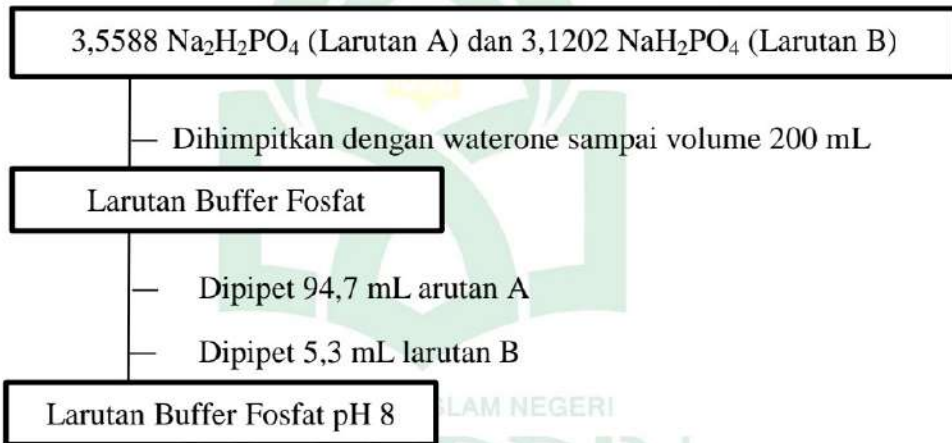 3,5588 Na₂H₂PO₄ (Larutan A) dan 3,1202 NaH₂PO₄ (Larutan B)
Dihimpitkan dengan waterone sampai volume 200 mL
Larutan Buffer Fosfat
Dipipet 94,7 mL arutan A
Dipipet 5,3 mL larutan B
Larutan Buffer Fosfat pH 8
SLAM NEGERI